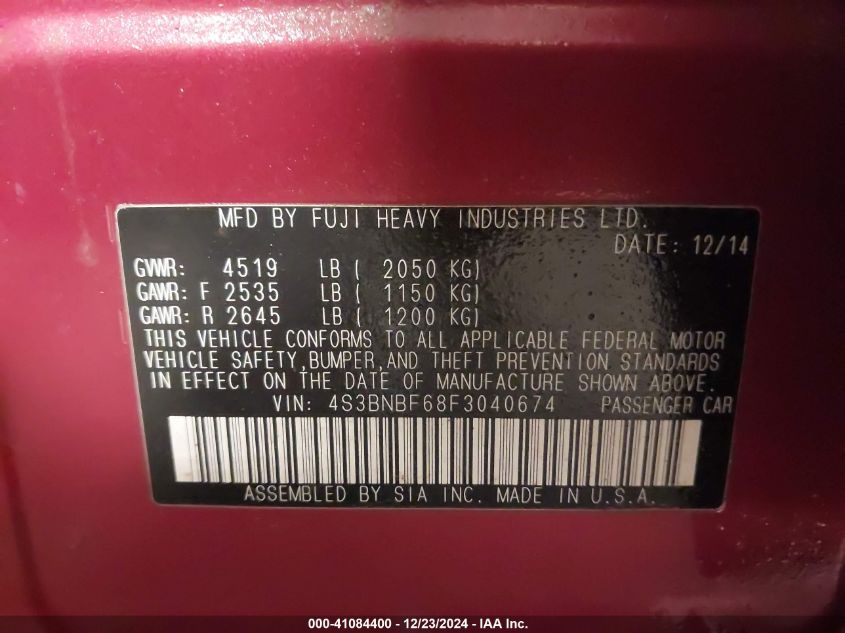 MFD BY FUJI HEAVY INDUSTRIES LTD.
DATE: 12/14
GVWR: 4519 LB ( 2050 KG)
GAWR: F 2535 LB ( 1150 KG)
GAWR: R 2645 LB ( 1200 KG)
THIS VEHICLE CONFORMS TO ALL APPLICABLE FEDERAL MOTOR
VEHICLE SAFETY,BUMPER,AND THEFT PREVENTION STANDARDS
IN EFFECT ON THE DATE OF MANUFACTURE SHOWN ABOVE.
VIN: 4S3BNBF68F3040674 PASSENGER CAR
ASSEMBLED BY SIA INC. MADE IN U.S.A.
000-41084400 - 12/23/2024 - IAA Inc.